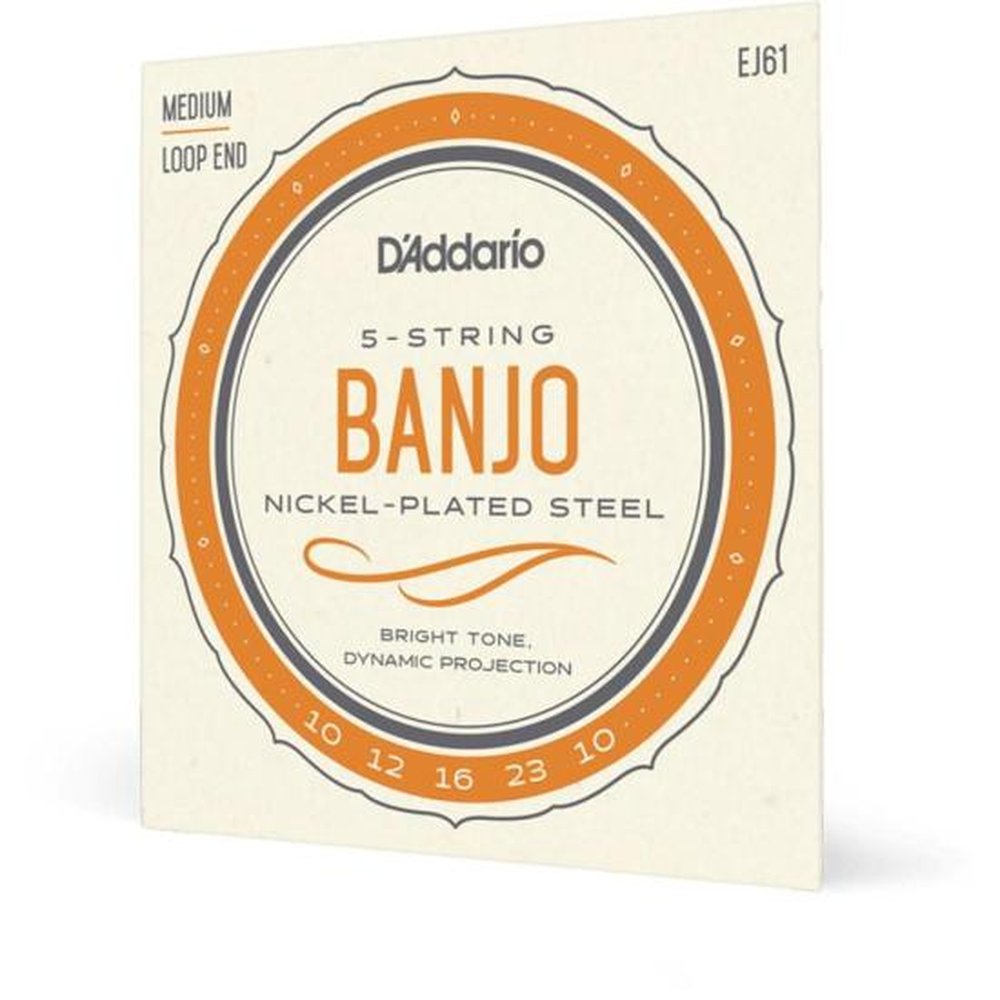 MEDIUM
LOOP END
EJ61
D'Addario
5-STRING
BANJO
NICKEL-PLATED STEEL
BRIGHT TONE,
DYNAMIC PROJECTION
10 12 16 23 10